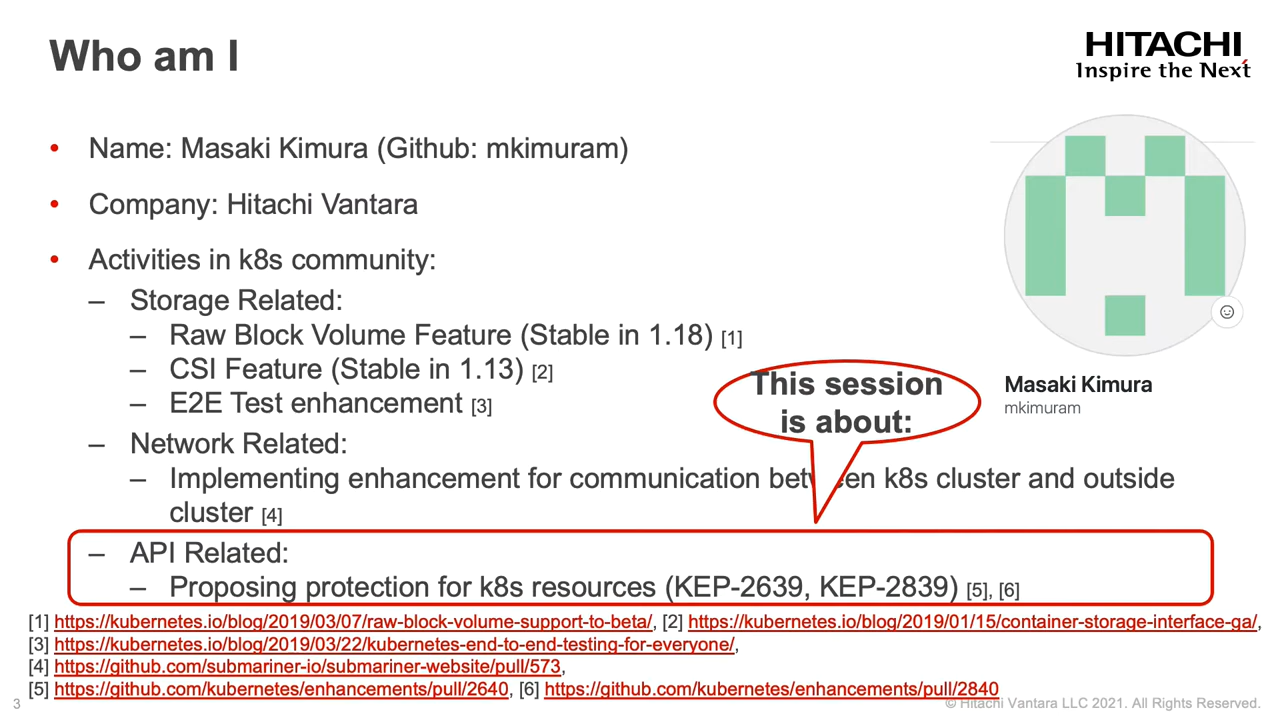 Who am I
HITACHI
Inspire the Next
• Name: Masaki Kimura (Github: mkimuram)
• Company: Hitachi Vantara
• Activities in k8s community:
– Storage Related:
– Raw Block Volume Feature (Stable in 1.18) [1]
– CSI Feature (Stable in 1.13) [2]
– E2E Test enhancement [3]
This session
is about:
Masaki Kimura
mkimuram
– Network Related:
– Implementing enhancement for communication between k8s cluster and outside
cluster [4]
– API Related:
– Proposing protection for k8s resources (KEP-2639, KEP-2839) [5], [6]
[1] https://kubernetes.io/blog/2019/03/07/raw-block-volume-support-to-beta/, [2] https://kubernetes.io/blog/2019/01/15/container-storage-interface-ga/,
[3] https://kubernetes.io/blog/2019/03/22/kubernetes-end-to-end-testing-for-everyone/,
[4] https://github.com/submariner-io/submariner-website/pull/573,
[5] https://github.com/kubernetes/enhancements/pull/2640, [6] https://github.com/kubernetes/enhancements/pull/2840
3
© Hitachi Vantara LLC 2021. All Rights Reserved.